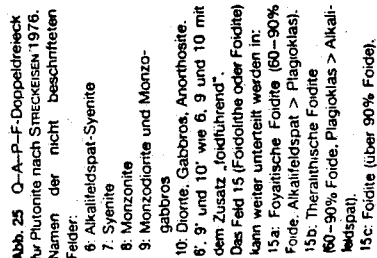 Abb. 25 Q–A–P–F-Doppeldreieck
für Plutonite nach STRECKEISEN 1976.
Namen der nicht beschrifteten
Felder:
6: Alkalifeldspat-Syenite
7: Syenite
8: Monzonite
9: Monzodiorite und Monzo-
gabbros
10: Diorite, Gabbros, Anorthosite.
6', 9' und 10' wie 6, 9 und 10 mit
dem Zusatz „foidführend".
Das Feld 15 (Foidolithe oder Foidite)
kann weiter unterteilt werden in:
15a: Foyaitische Foidite (60–90%
Foide, Alkalifeldspat > Plagioklas).
15b: Theralithische Foidite
(60–90% Foide, Plagioklas > Alkali-
feldspat).
15c: Foidite (über 90% Foide).